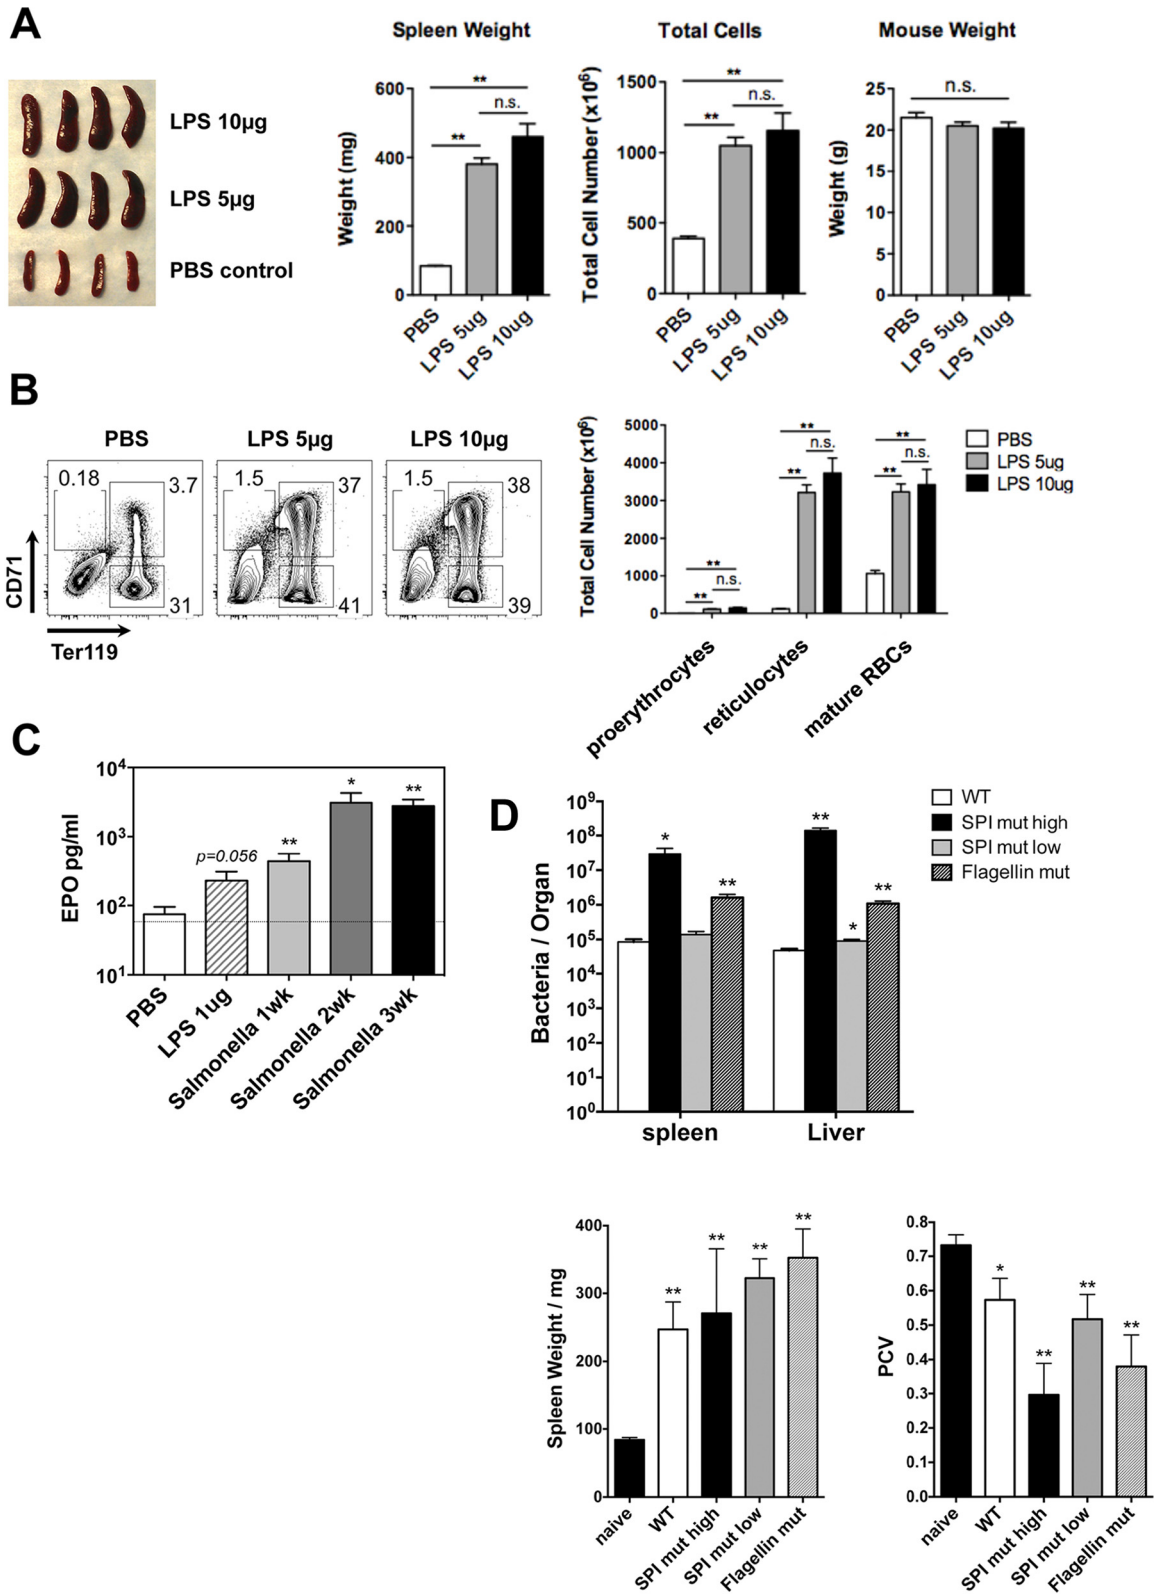 A
LPS 10µg
LPS 5µg
PBS control
Spleen Weight
Weight (mg)
600
400
200
0
**
n.s.
**
PBS
LPS 5ug
LPS 10ug
Total Cells
Total Cell Number (x10⁶)
1500
1000
500
0
**
n.s.
**
PBS
LPS 5ug
LPS 10ug
Mouse Weight
Weight (g)
25
20
15
10
5
0
n.s.
PBS
LPS 5ug
LPS 10ug
B
PBS
LPS 5µg
LPS 10µg
0.18
3.7
31
1.5
37
41
1.5
38
39
CD71
Ter119
Total Cell Number (x10⁶)
5000
4000
3000
2000
1000
0
**
n.s.
**
**
n.s.
**
**
n.s.
**
proerythrocytes
reticulocytes
mature RBCs
PBS
LPS 5ug
LPS 10ug
C
EPO pg/ml
10⁴
10³
10²
10¹
p=0.056
**
*
**
PBS
LPS 1ug
Salmonella 1wk
Salmonella 2wk
Salmonella 3wk
D
Bacteria / Organ
10⁹
10⁸
10⁷
10⁶
10⁵
10⁴
10³
10²
10¹
10⁰
*
**
**
*
**
spleen
Liver
WT
SPI mut high
SPI mut low
Flagellin mut
Spleen Weight / mg
400
300
200
100
0
**
**
**
**
naive
WT
SPI mut high
SPI mut low
Flagellin mut
PCV
0.8
0.7
0.6
0.5
0.4
0.3
0.2
0.1
0.0
*
**
**
**
naive
WT
SPI mut high
SPI mut low
Flagellin mut